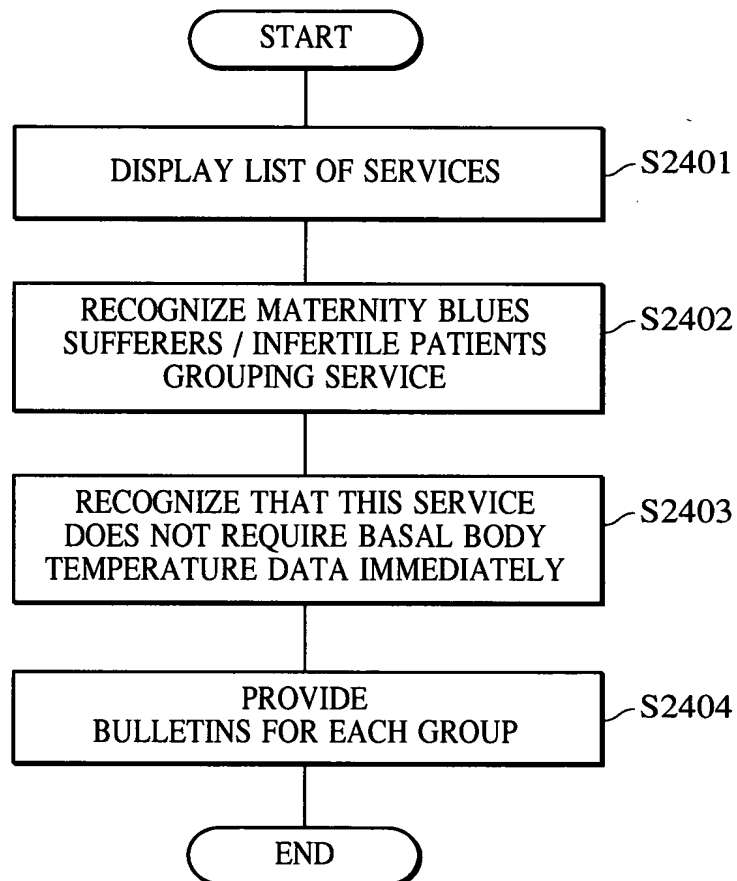 START
DISPLAY LIST OF SERVICES
S2401
RECOGNIZE MATERNITY BLUES
SUFFERERS / INFERTILE PATIENTS
GROUPING SERVICE
S2402
RECOGNIZE THAT THIS SERVICE
DOES NOT REQUIRE BASAL BODY
TEMPERATURE DATA IMMEDIATELY
S2403
PROVIDE
BULLETINS FOR EACH GROUP
S2404
END